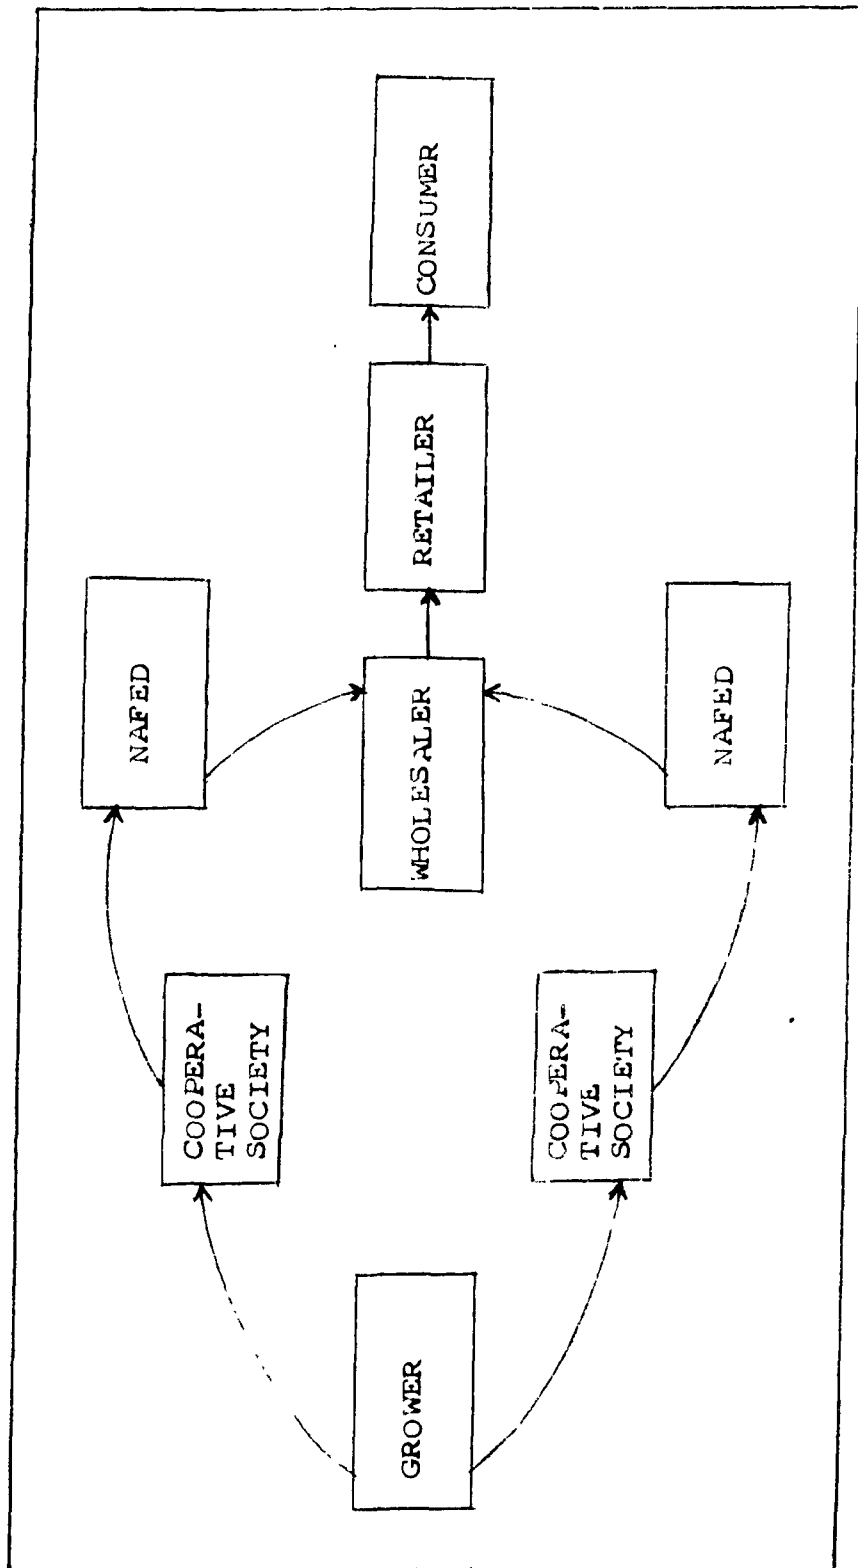 GROWER
COOPERA-
TIVE
SOCIETY
COOPERA-
TIVE
SOCIETY
NAFED
NAFED
WHOLESALER
RETAILER
CONSUMER